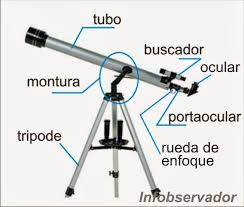 tubo
buscador
ocular
montura
portaocular
tripode
rueda de
enfoque
Infobservador